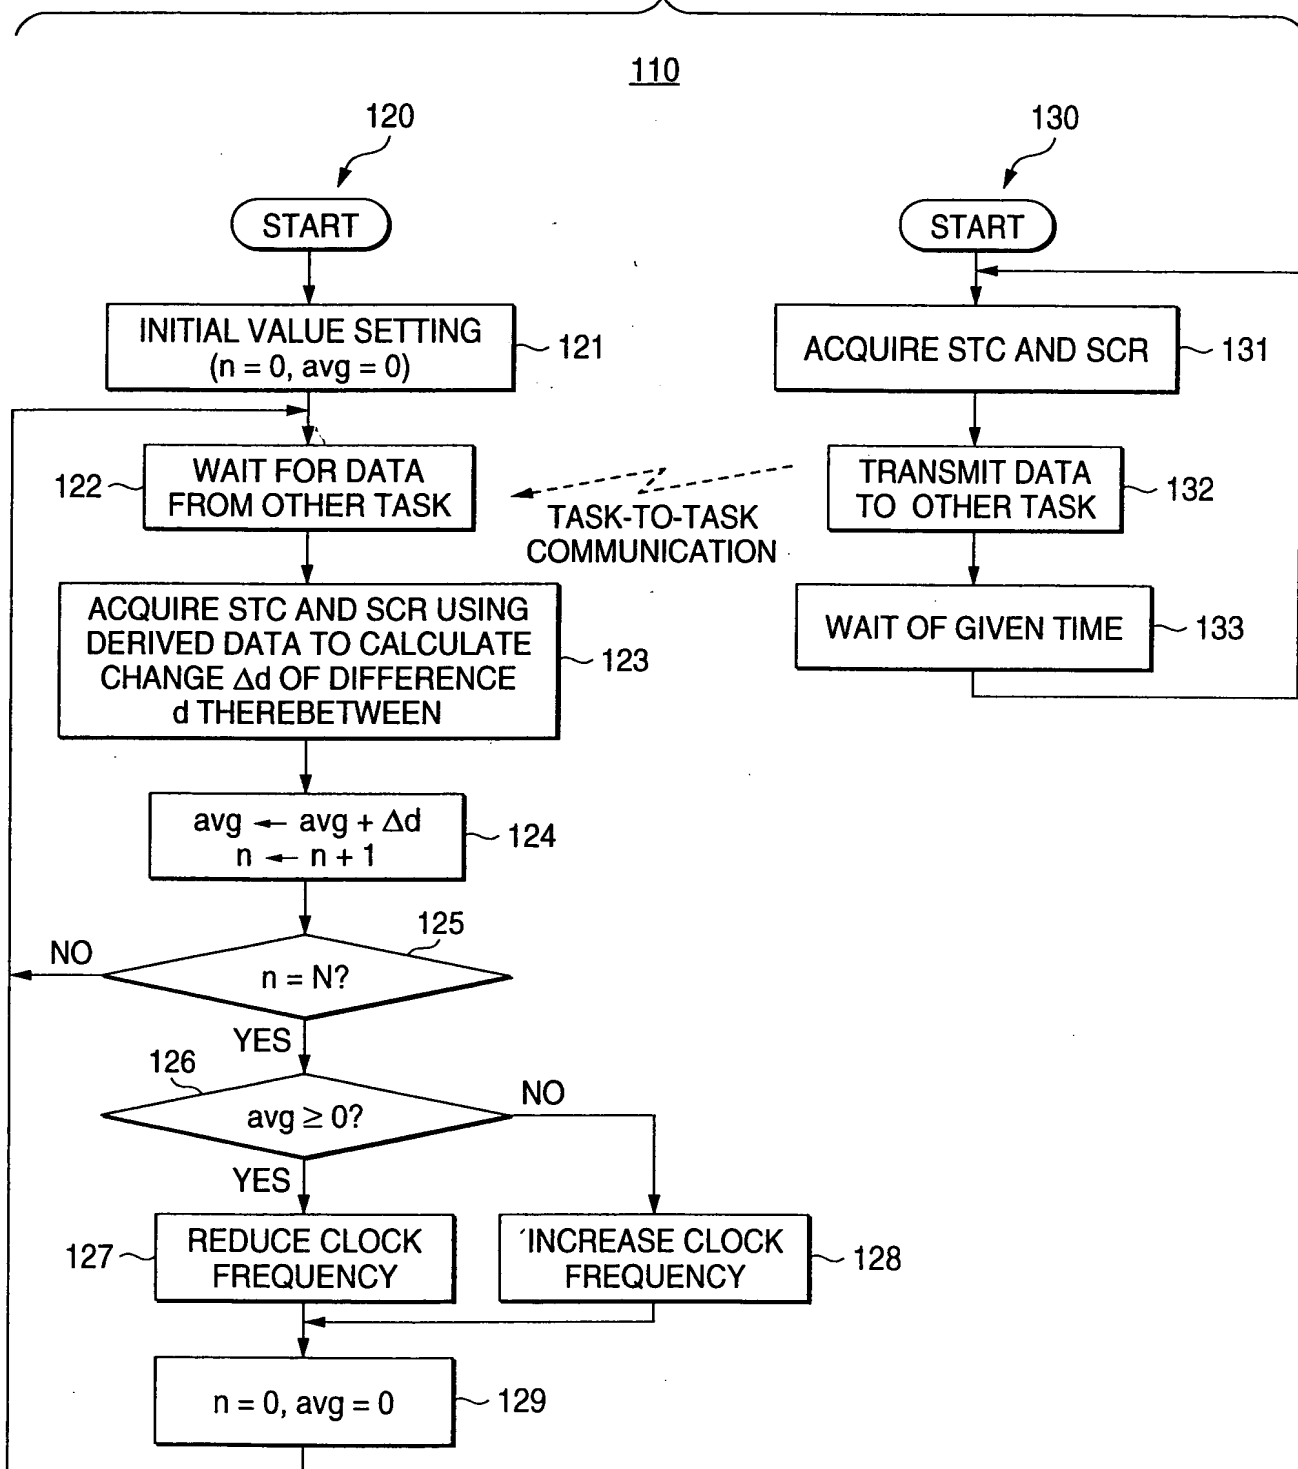 110
120
START
INITIAL VALUE SETTING
(n = 0, avg = 0)
121
WAIT FOR DATA
FROM OTHER TASK
122
ACQUIRE STC AND SCR USING
DERIVED DATA TO CALCULATE
CHANGE Δd OF DIFFERENCE
d THEREBETWEEN
123
avg ← avg + Δd
n ← n + 1
124
125
n = N?
NO
YES
126
avg ≥ 0?
NO
YES
REDUCE CLOCK
FREQUENCY
127
INCREASE CLOCK
FREQUENCY
128
n = 0, avg = 0
129
TASK-TO-TASK
COMMUNICATION
130
START
ACQUIRE STC AND SCR
131
TRANSMIT DATA
TO OTHER TASK
132
WAIT OF GIVEN TIME
133